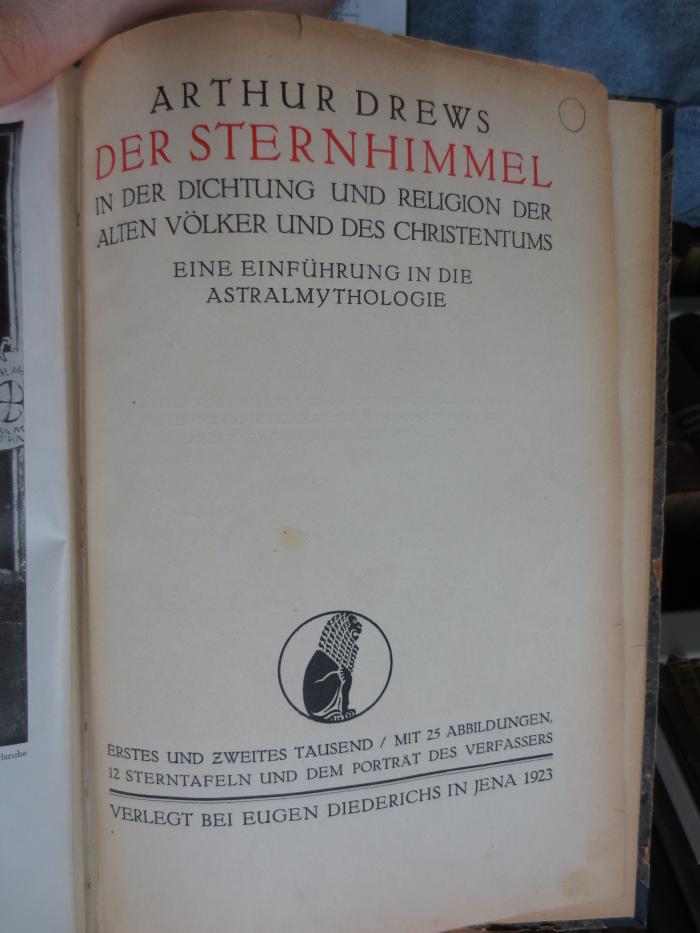 ARTHUR DREWS
DER STERNHIMMEL
IN DER DICHTUNG UND RELIGION DER
ALTEN VÖLKER UND DES CHRISTENTUMS
EINE EINFÜHRUNG IN DIE
ASTRALMYTHOLOGIE
ERSTES UND ZWEITES TAUSEND / MIT 25 ABBILDUNGEN,
12 STERNTAFELN UND DEM PORTRÄT DES VERFASSERS
VERLEGT BEI EUGEN DIEDERICHS IN JENA 1923